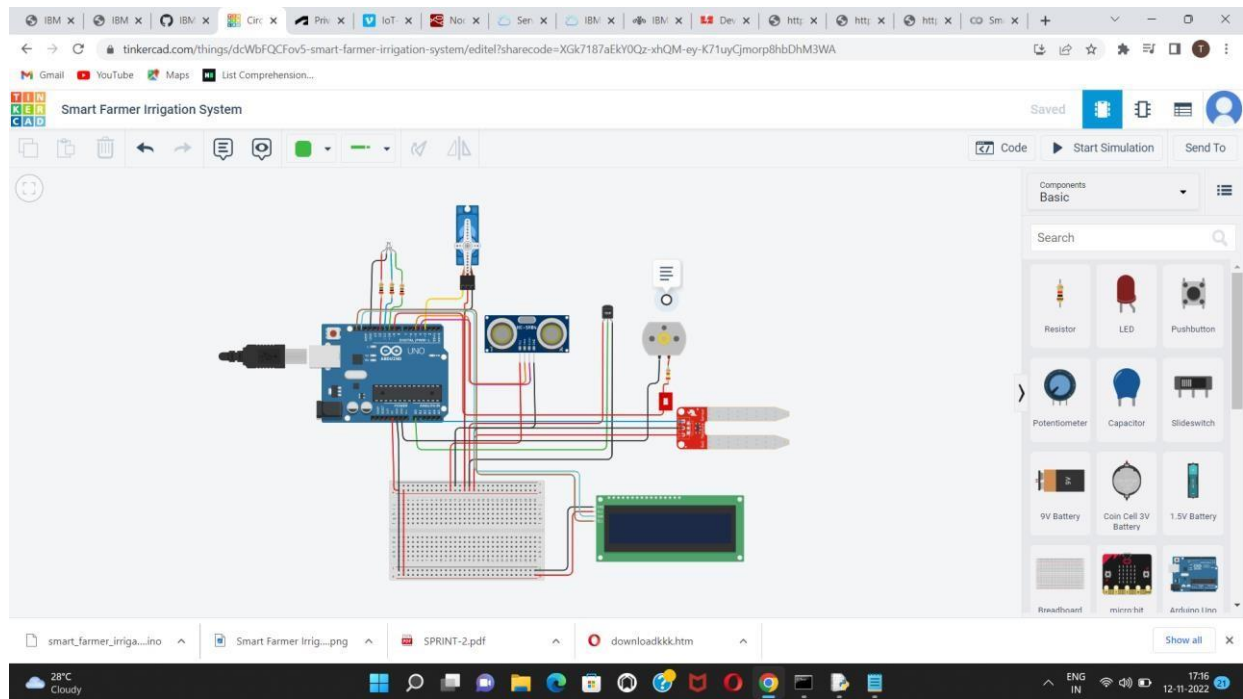 IBM
IBM
IBM
Circ
Priv
IoT-
Noc
Ser
IBM
IBM
Dev
http
http
http
Sm
tinkercad.com/things/dcWbFQCFov5-smart-farmer-irrigation-system/editel?sharecode=XGk7187aEkY0Qz-xhQM-ey-K71uyCjmorp8hbDhM3WA
Gmail
YouTube
Maps
List Comprehension...
TIN
KER
CAD
Smart Farmer Irrigation System
Saved
Code
Start Simulation
Send To
Components
Basic
Search
Resistor
LED
Pushbutton
Potentiometer
Capacitor
Slideswitch
9V Battery
Coin Cell 3V
Battery
1.5V Battery
Breadboard
micro:bit
Arduino Uno
UNO
ARDUINO
smart_farmer_irriga....ino
Smart Farmer Irrig....png
SPRINT-2.pdf
downloadkkk.htm
Show all
28°C
Cloudy
ENG
IN
17:16
12-11-2022
21